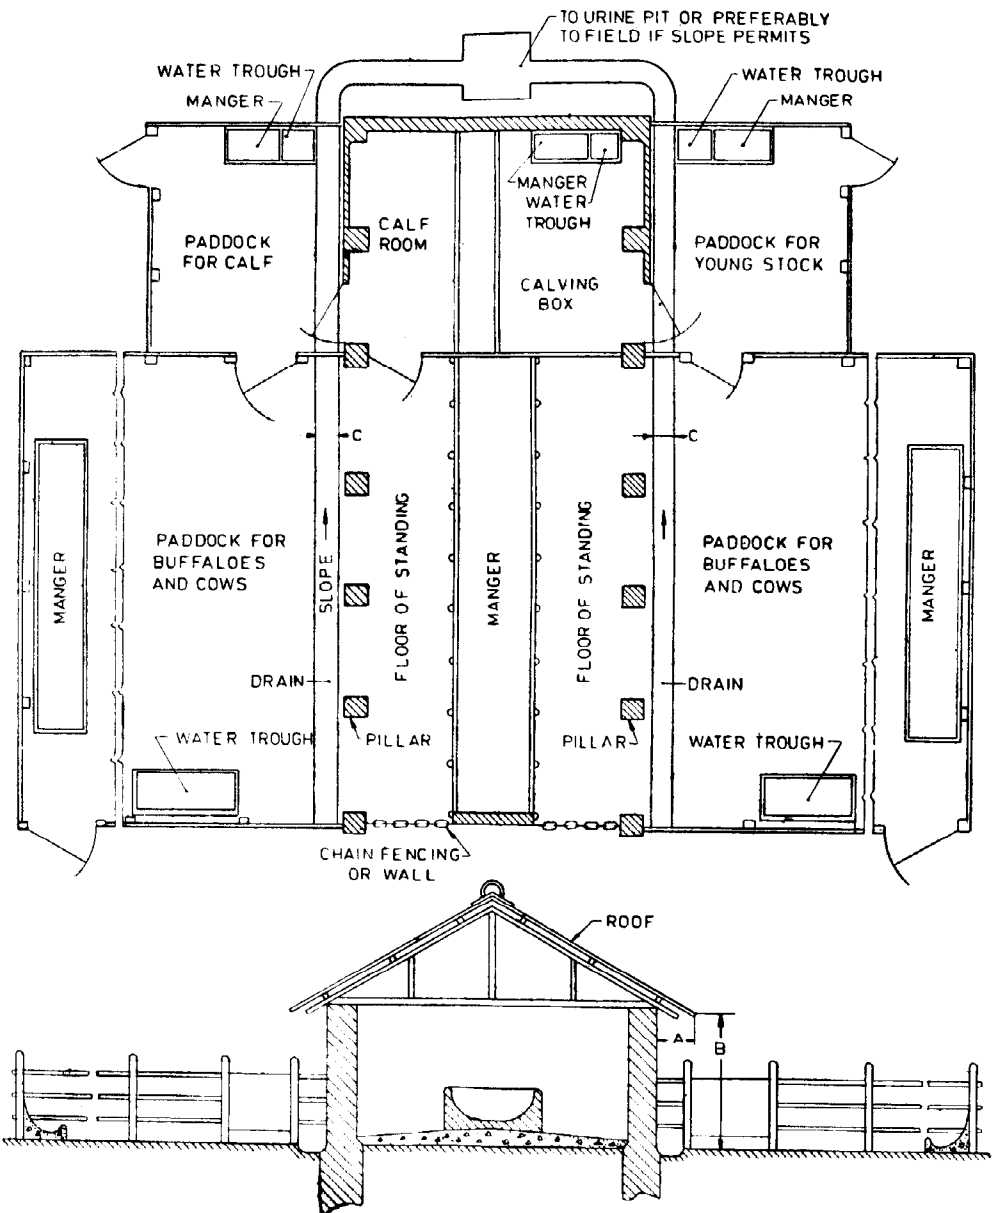 TO URINE PIT OR PREFERABLY
TO FIELD IF SLOPE PERMITS
WATER TROUGH
MANGER
WATER TROUGH
MANGER
MANGER
WATER
TROUGH
CALF
ROOM
PADDOCK
FOR CALF
PADDOCK FOR
YOUNG STOCK
CALVING
BOX
C
C
MANGER
PADDOCK FOR
BUFFALOES
AND COWS
SLOPE
FLOOR OF STANDING
MANGER
FLOOR OF STANDING
PADDOCK FOR
BUFFALOES
AND COWS
MANGER
DRAIN
DRAIN
WATER TROUGH
PILLAR
PILLAR
WATER TROUGH
CHAIN FENCING
OR WALL
ROOF
A
B